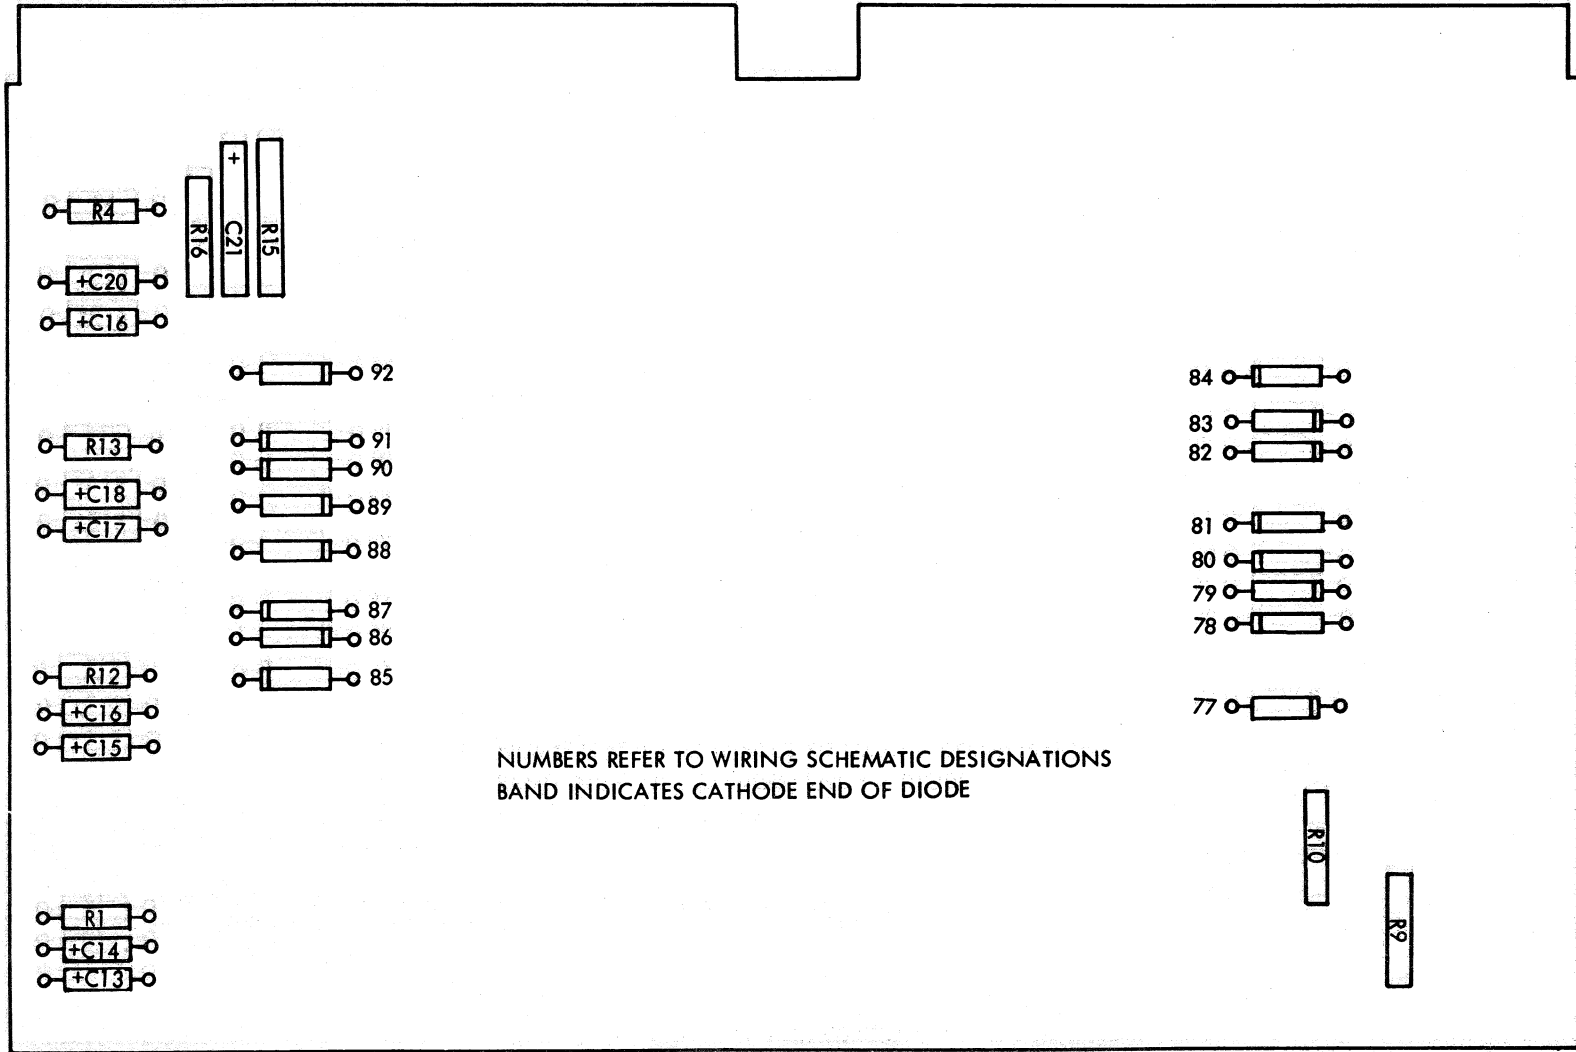 R4
R16
+
C21
R15
+C20
+C16
92
84
R13
91
83
90
82
+C18
89
+C17
81
88
80
87
79
86
78
R12
85
+C16
77
+C15
NUMBERS REFER TO WIRING SCHEMATIC DESIGNATIONS
BAND INDICATES CATHODE END OF DIODE
R10
R1
R9
+C14
+C13